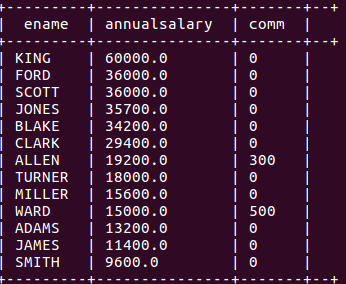 +---------+---------------+-------+--+
| ename | annualsalary | comm |
+---------+---------------+-------+--+
| KING | 60000.0 | 0 |
| FORD | 36000.0 | 0 |
| SCOTT | 36000.0 | 0 |
| JONES | 35700.0 | 0 |
| BLAKE | 34200.0 | 0 |
| CLARK | 29400.0 | 0 |
| ALLEN | 19200.0 | 300 |
| TURNER | 18000.0 | 0 |
| MILLER | 15600.0 | 0 |
| WARD | 15000.0 | 500 |
| ADAMS | 13200.0 | 0 |
| JAMES | 11400.0 | 0 |
| SMITH | 9600.0 | 0 |
+---------+---------------+-------+--+